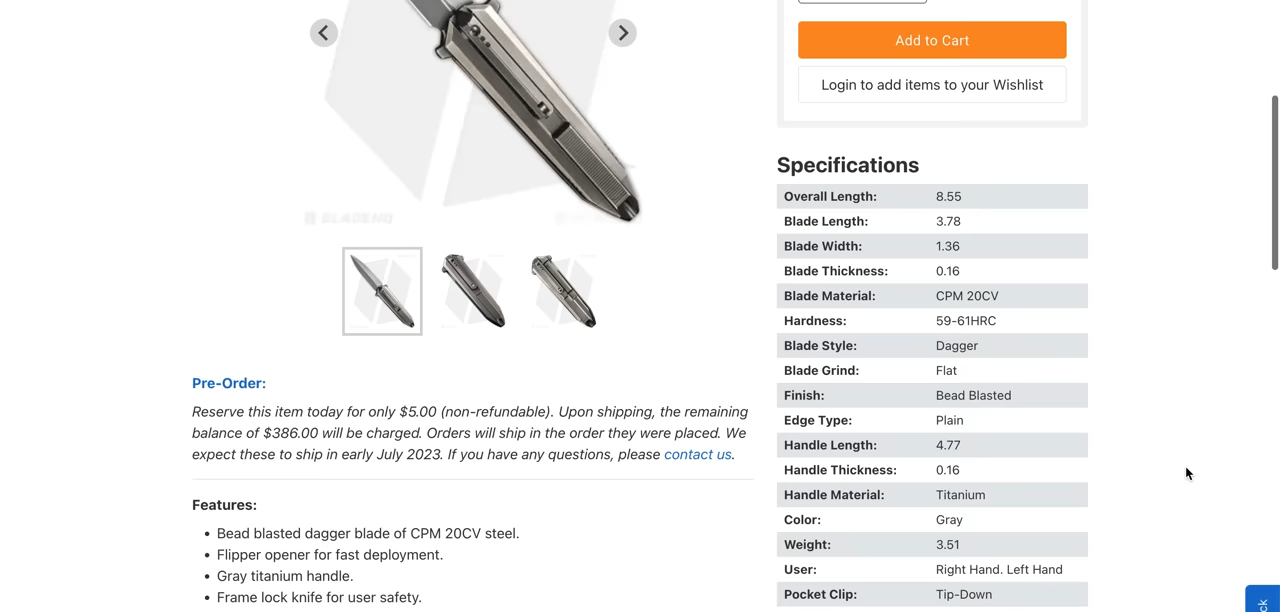 Add to Cart
Login to add items to your Wishlist
Specifications
Overall Length: 8.55
Blade Length: 3.78
Blade Width: 1.36
Blade Thickness: 0.16
Blade Material: CPM 20CV
Hardness: 59-61HRC
Blade Style: Dagger
Blade Grind: Flat
Finish: Bead Blasted
Edge Type: Plain
Handle Length: 4.77
Handle Thickness: 0.16
Handle Material: Titanium
Color: Gray
Weight: 3.51
User: Right Hand. Left Hand
Pocket Clip: Tip-Down
BLADEHQ
Pre-Order:
Reserve this item today for only $5.00 (non-refundable). Upon shipping, the remaining
balance of $386.00 will be charged. Orders will ship in the order they were placed. We
expect these to ship in early July 2023. If you have any questions, please contact us.
Features:
• Bead blasted dagger blade of CPM 20CV steel.
• Flipper opener for fast deployment.
• Gray titanium handle.
• Frame lock knife for user safety.